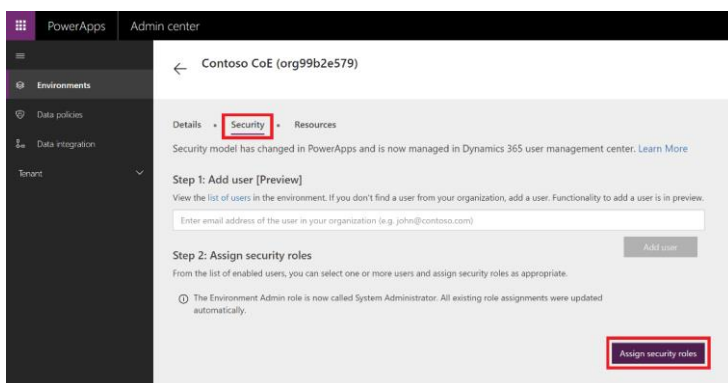 PowerApps Admin center
Contoso CoE (org99b2e579)
Environments
Data policies
Data integration
Tenant
Details • Security • Resources
Security model has changed in PowerApps and is now managed in Dynamics 365 user management center. Learn More
Step 1: Add user [Preview]
View the list of users in the environment. If you don't find a user from your organization, add a user. Functionality to add a user is in preview.
Enter email address of the user in your organization (e.g. john@contoso.com)
Add user
Step 2: Assign security roles
From the list of enabled users, you can select one or more users and assign security roles as appropriate.
The Environment Admin role is now called System Administrator. All existing role assignments were updated
automatically.
Assign security roles